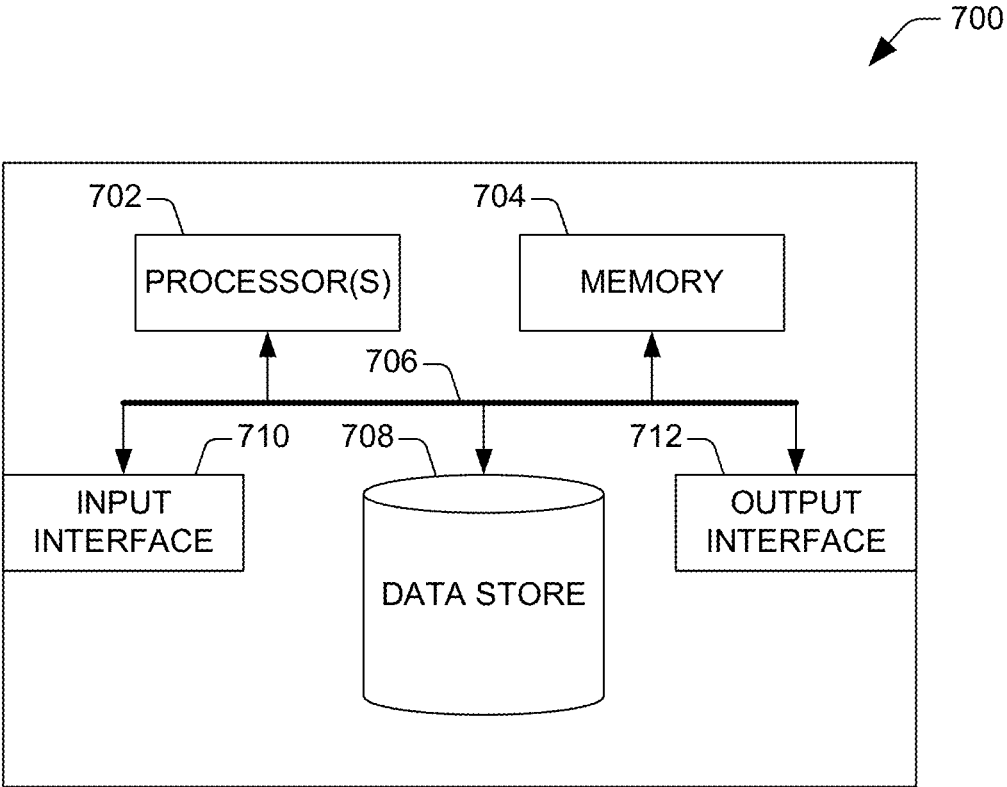 700
702
704
PROCESSOR(S)
MEMORY
706
710
708
712
INPUT
INTERFACE
DATA STORE
OUTPUT
INTERFACE